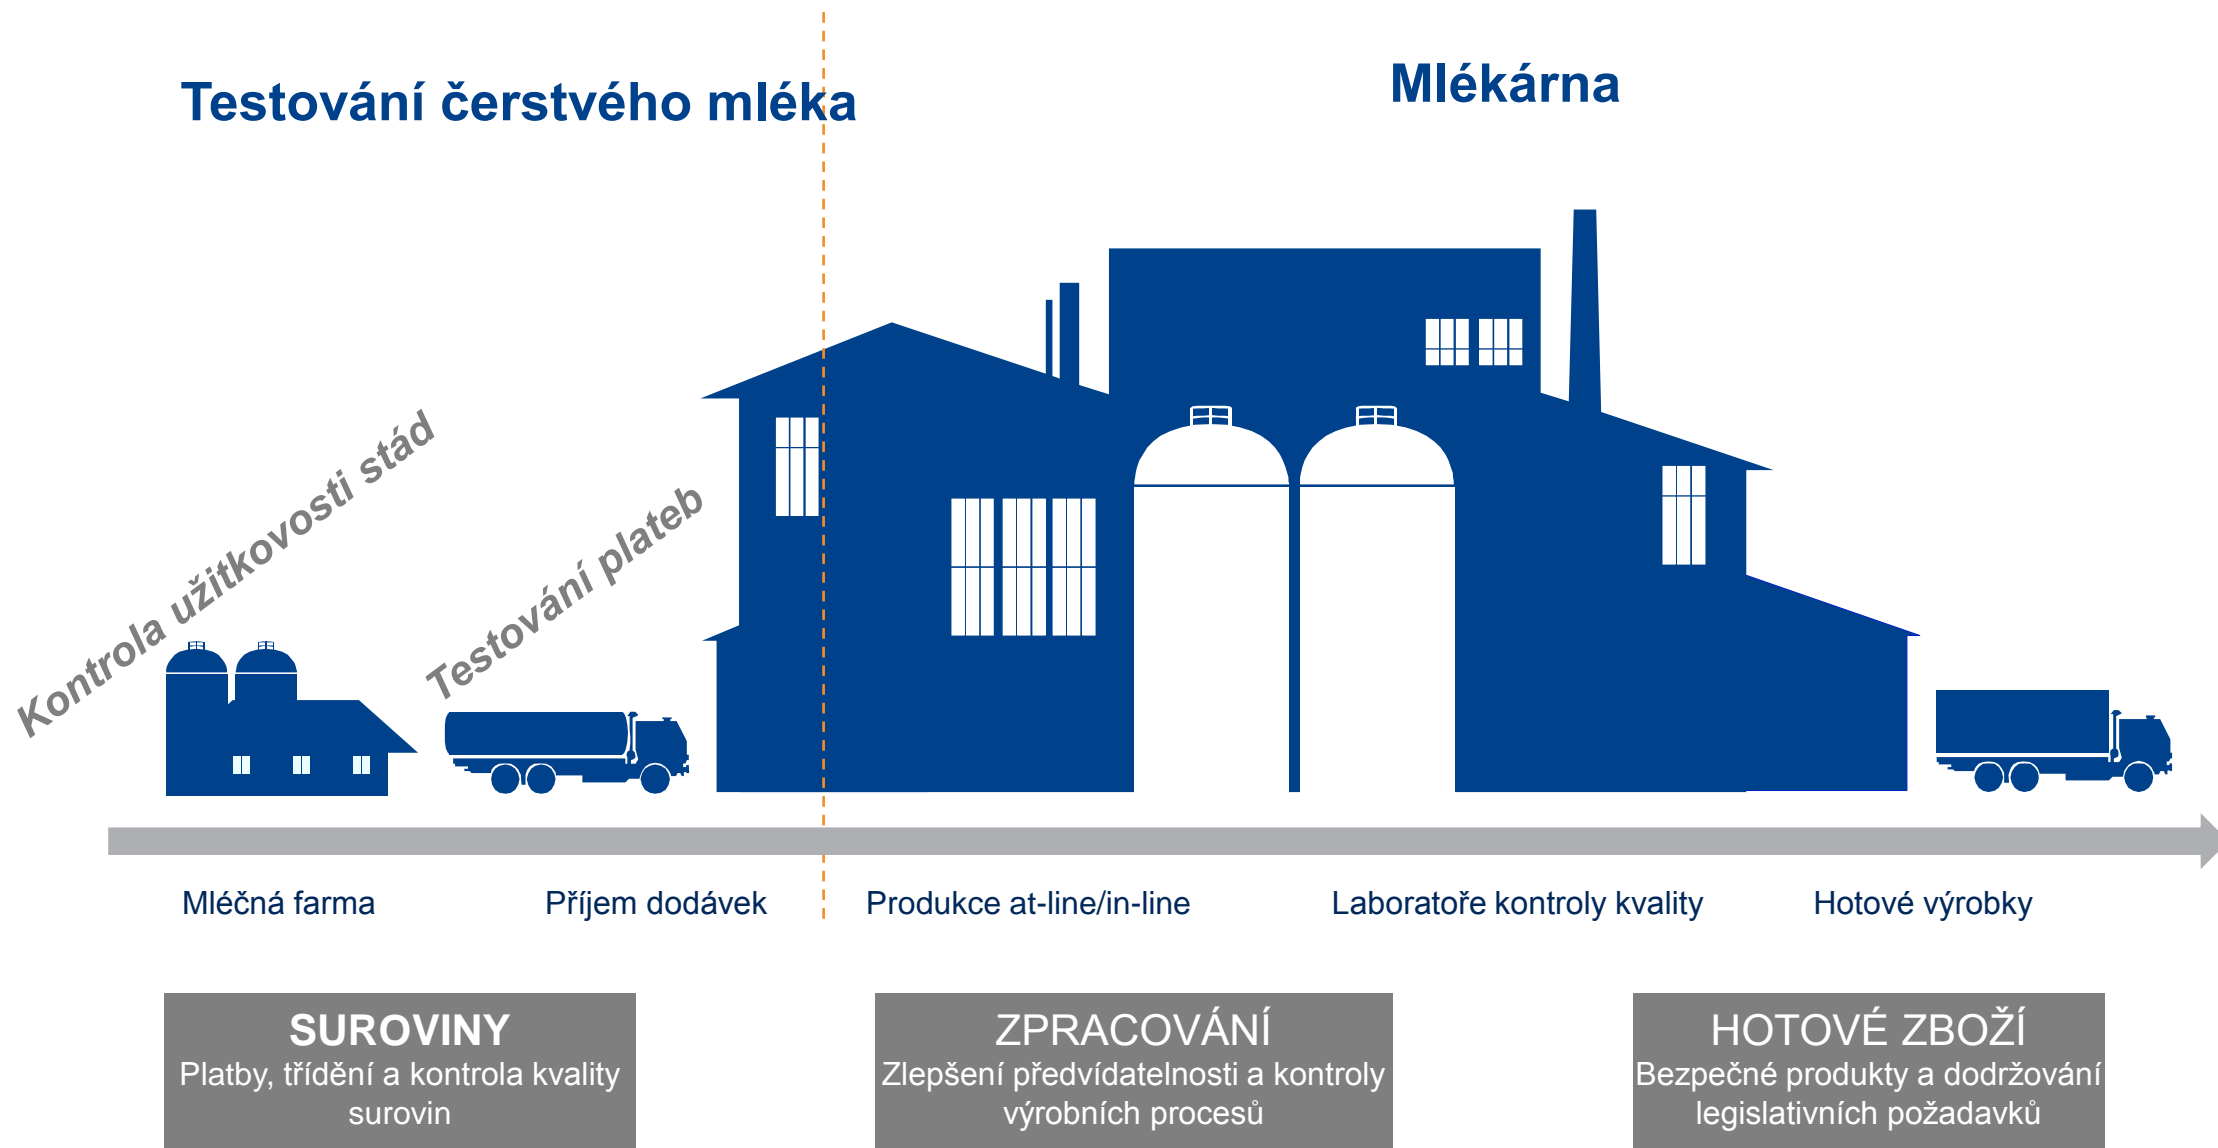 Testování čerstvého mléka
Mlékárna
Kontrola užitkovosti stád
Testování plateb
Mléčná farma
Příjem dodávek
Produkce at-line/in-line
Laboratoře kontroly kvality
Hotové výrobky
SUROVINY
Platby, třídění a kontrola kvality
surovin
ZPRACOVÁNÍ
Zlepšení předvídatelnosti a kontroly
výrobních procesů
HOTOVÉ ZBOŽÍ
Bezpečné produkty a dodržování
legislativních požadavků